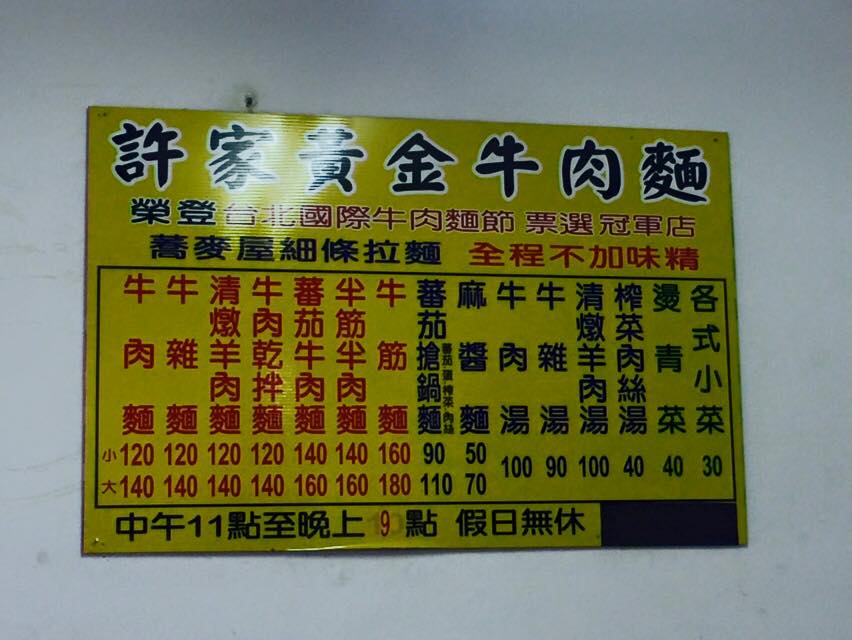 許家黃金牛肉麵
榮登台北國際牛肉麵節 票選冠軍店
蕎麥屋細條拉麵 全程不加味精
牛肉麵
牛雜麵
清燉羊肉麵
牛肉乾拌麵
蕃茄牛肉麵
半筋半肉麵
牛筋麵
蕃茄搶鍋麵
麻醬麵
牛肉湯
牛雜湯
清燉羊肉湯
榨菜肉絲湯
燙青菜
各式小菜
小 120 120 120 120 140 140 160 90 50
大 140 140 140 140 160 160 180 110 70
100 90 100 40 40 30
中午11點至晚上 9 點 假日無休